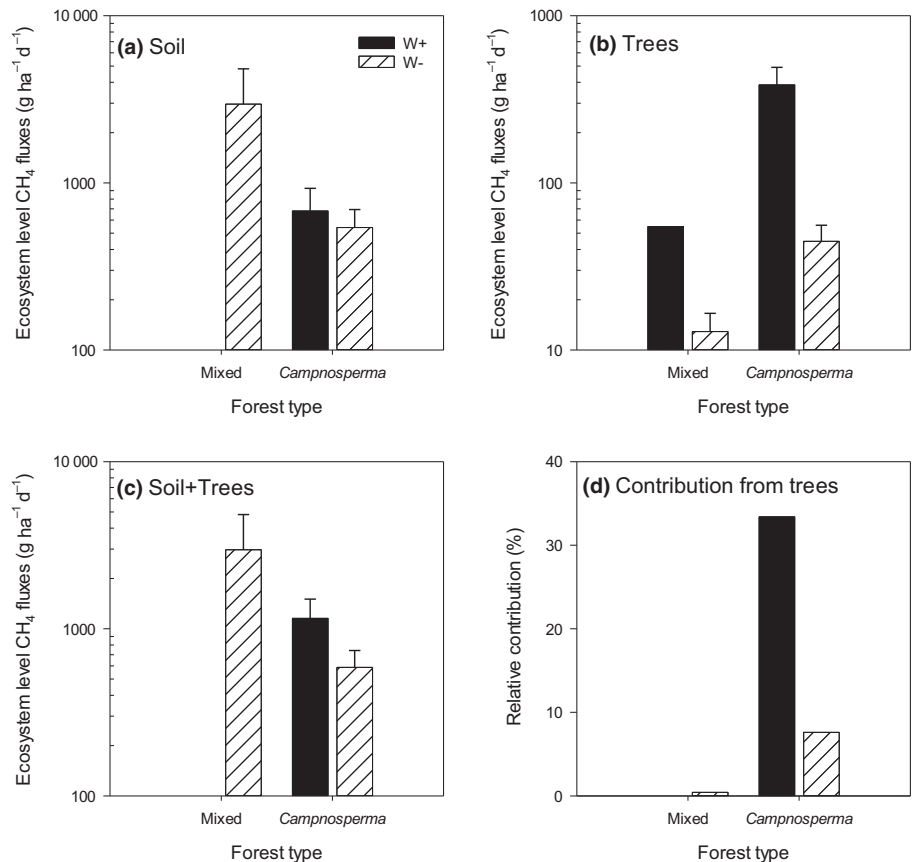 (a) Soil
W+
W-
Ecosystem level CH₄ fluxes (g ha⁻¹ d⁻¹)
10 000
1000
100
Mixed
Campnosperma
Forest type
(b) Trees
Ecosystem level CH₄ fluxes (g ha⁻¹ d⁻¹)
1000
100
10
Mixed
Campnosperma
Forest type
(c) Soil+Trees
Ecosystem level CH₄ fluxes (g ha⁻¹ d⁻¹)
10 000
1000
100
Mixed
Campnosperma
Forest type
(d) Contribution from trees
Relative contribution (%)
40
30
20
10
0
Mixed
Campnosperma
Forest type